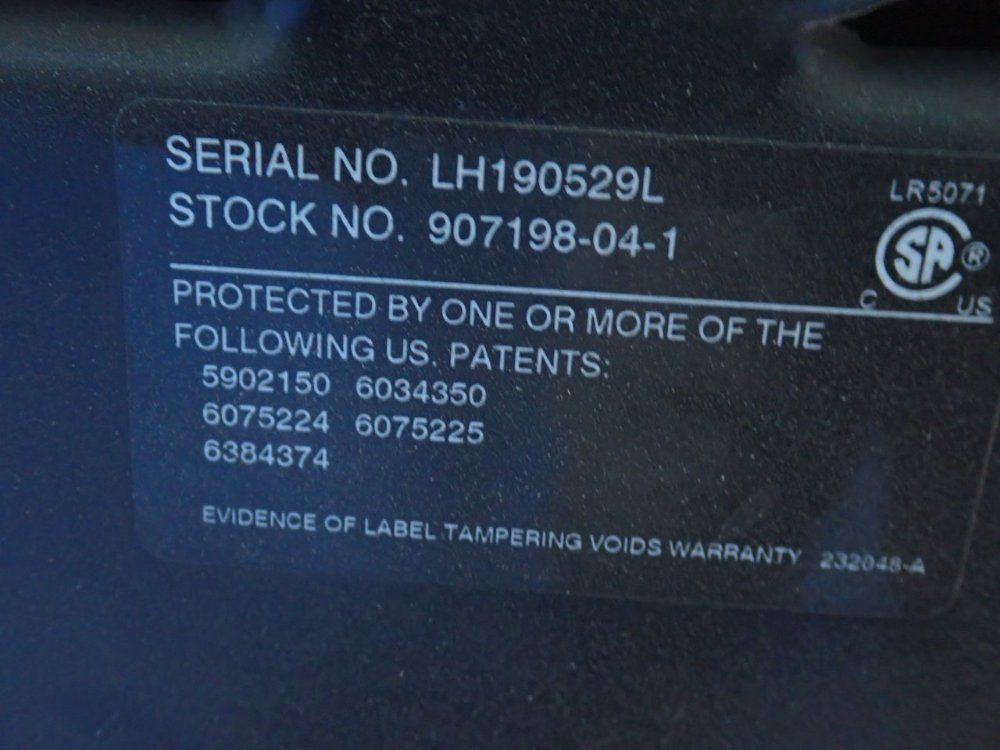 SERIAL NO. LH190529L
STOCK NO. 907198-04-1
LR5071
SA ®
C US
PROTECTED BY ONE OR MORE OF THE
FOLLOWING US. PATENTS:
5902150 6034350
6075224 6075225
6384374
EVIDENCE OF LABEL TAMPERING VOIDS WARRANTY 232048-A